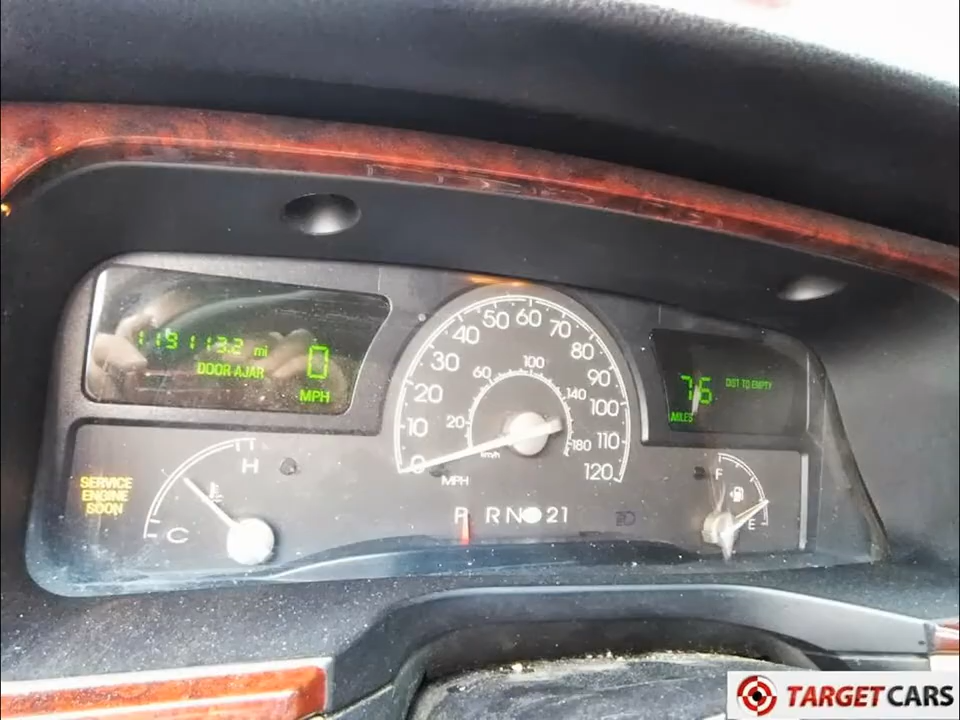 119113.2 mi
DOOR AJAR
0
MPH
SERVICE
ENGINE
SOON
H
C
0 10 20 30 40 50 60 70 80 90 100 110 120
20 60 100 140 180
km/h
MPH
P R N 2 1
76 DIST TO EMPTY
MILES
F
E
TARGET CARS